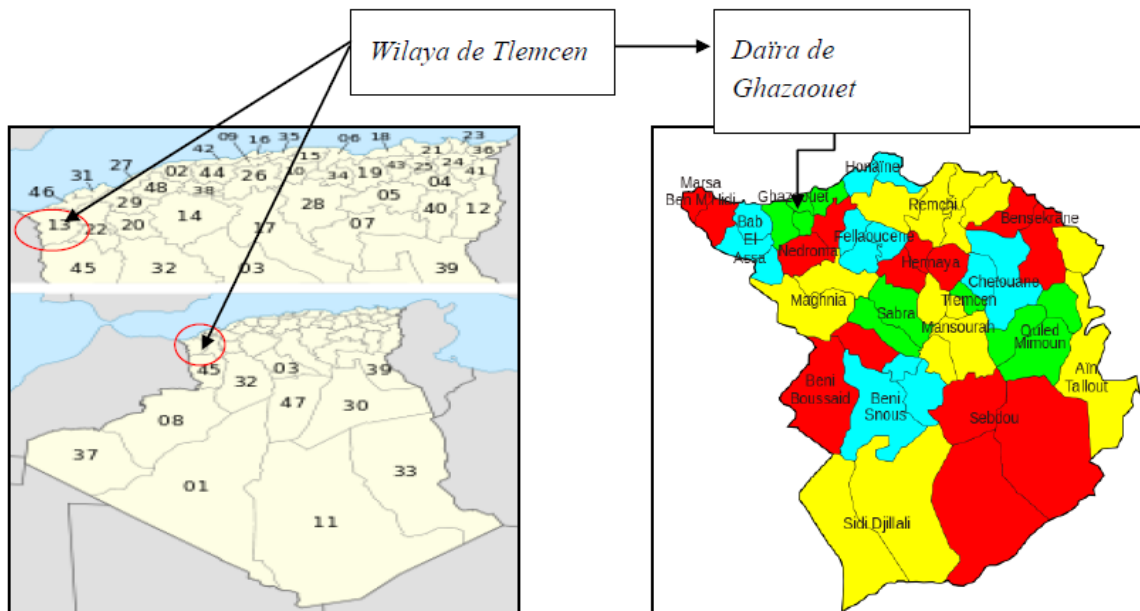 Wilaya de Tlemcen
Daïra de
Ghazaouet
09 16 35 06 18 23
42 15 21 36
27 02 44 26 10 34 19 43 25 24 41
31 48 38 04
46 29 28 05
13 22 20 14 17 07 40 12
45 32 03 39
45 32 03 39
08 47 30
37 01 33
11
Honaïne
Marsa
Ben M'Hidi
Ghazaouet
Remchi
Bensekrane
Bab
El
Assa
Fellaoucene
Nedroma
Hennaya
Chetouane
Maghnia
Sabra
Tlemcen
Mansourah
Ouled
Mimoun
Aïn
Tallout
Beni
Boussaid
Beni
Snous
Sebdou
Sidi Djillali